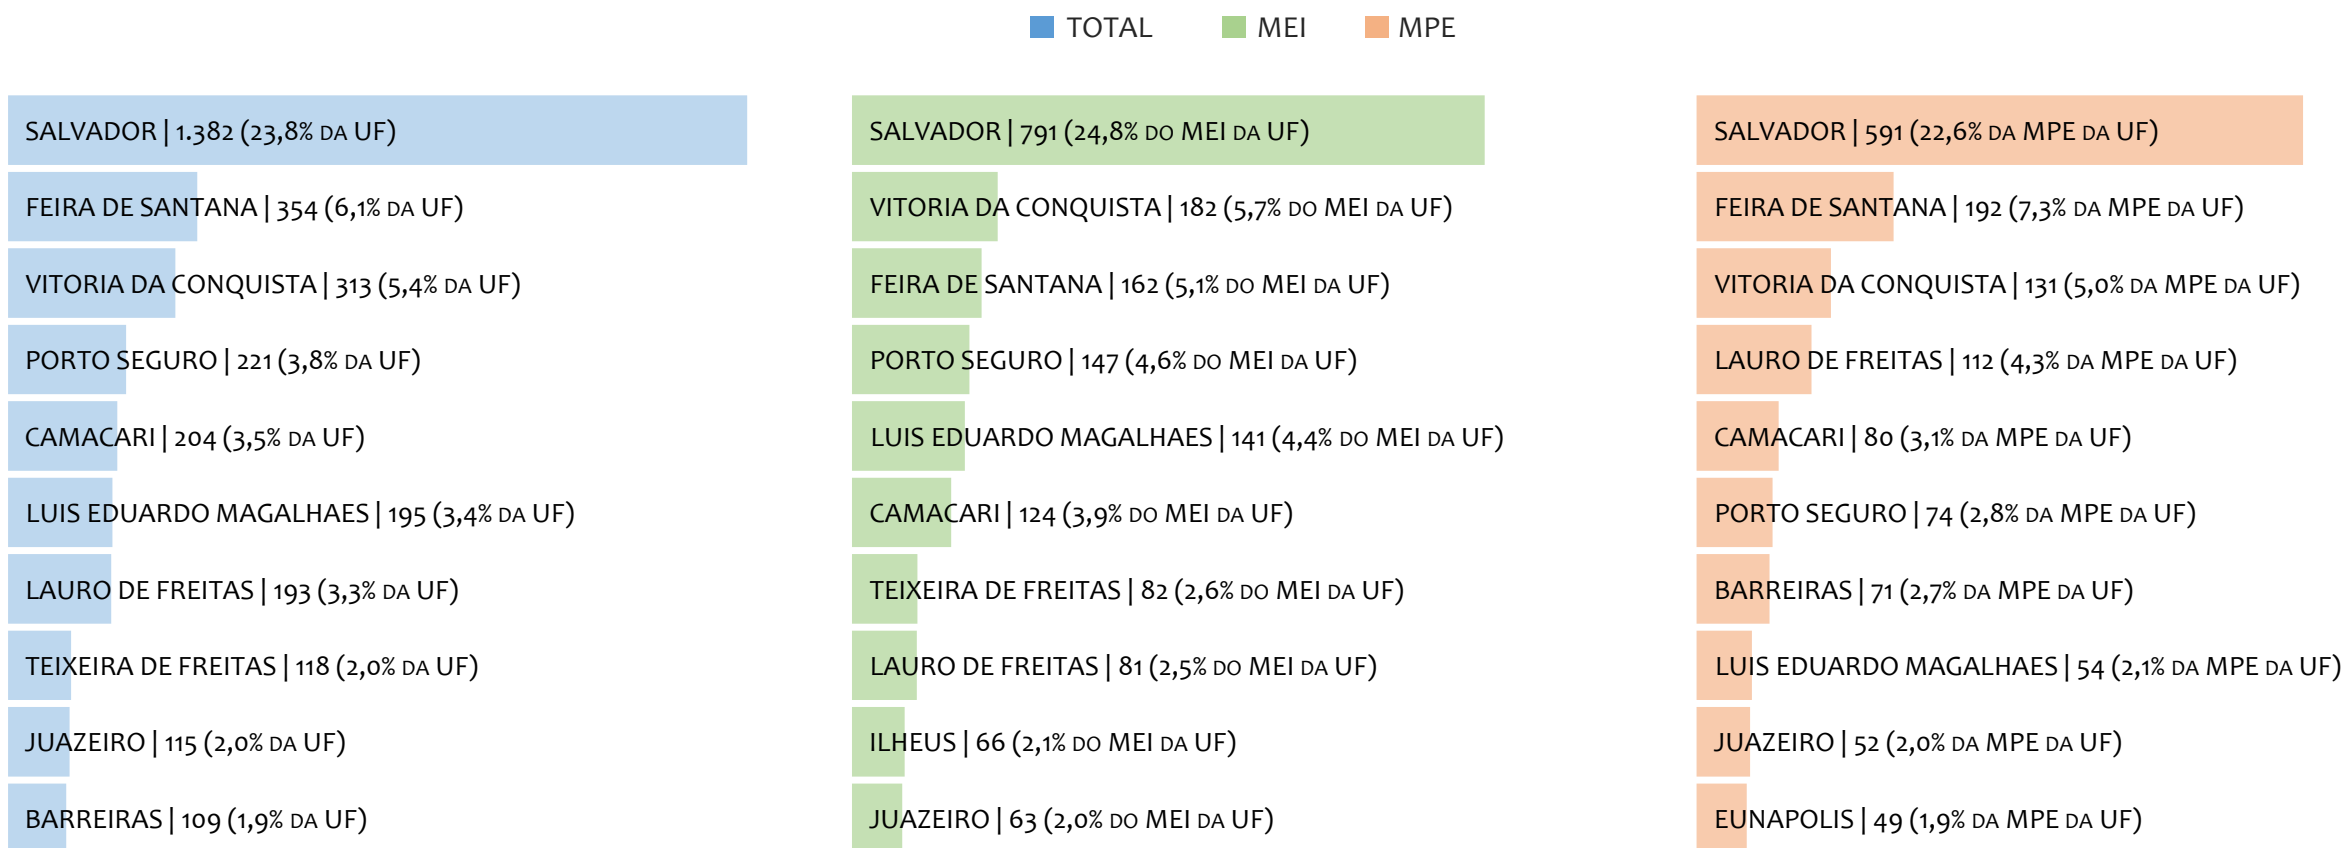 TOTAL MEI MPE
SALVADOR | 1.382 (23,8% DA UF)
FEIRA DE SANTANA | 354 (6,1% DA UF)
VITORIA DA CONQUISTA | 313 (5,4% DA UF)
PORTO SEGURO | 221 (3,8% DA UF)
CAMACARI | 204 (3,5% DA UF)
LUIS EDUARDO MAGALHAES | 195 (3,4% DA UF)
LAURO DE FREITAS | 193 (3,3% DA UF)
TEIXEIRA DE FREITAS | 118 (2,0% DA UF)
JUAZEIRO | 115 (2,0% DA UF)
BARREIRAS | 109 (1,9% DA UF)
SALVADOR | 791 (24,8% DO MEI DA UF)
VITORIA DA CONQUISTA | 182 (5,7% DO MEI DA UF)
FEIRA DE SANTANA | 162 (5,1% DO MEI DA UF)
PORTO SEGURO | 147 (4,6% DO MEI DA UF)
LUIS EDUARDO MAGALHAES | 141 (4,4% DO MEI DA UF)
CAMACARI | 124 (3,9% DO MEI DA UF)
TEIXEIRA DE FREITAS | 82 (2,6% DO MEI DA UF)
LAURO DE FREITAS | 81 (2,5% DO MEI DA UF)
ILHEUS | 66 (2,1% DO MEI DA UF)
JUAZEIRO | 63 (2,0% DO MEI DA UF)
SALVADOR | 591 (22,6% DA MPE DA UF)
FEIRA DE SANTANA | 192 (7,3% DA MPE DA UF)
VITORIA DA CONQUISTA | 131 (5,0% DA MPE DA UF)
LAURO DE FREITAS | 112 (4,3% DA MPE DA UF)
CAMACARI | 80 (3,1% DA MPE DA UF)
PORTO SEGURO | 74 (2,8% DA MPE DA UF)
BARREIRAS | 71 (2,7% DA MPE DA UF)
LUIS EDUARDO MAGALHAES | 54 (2,1% DA MPE DA UF)
JUAZEIRO | 52 (2,0% DA MPE DA UF)
EUNAPOLIS | 49 (1,9% DA MPE DA UF)